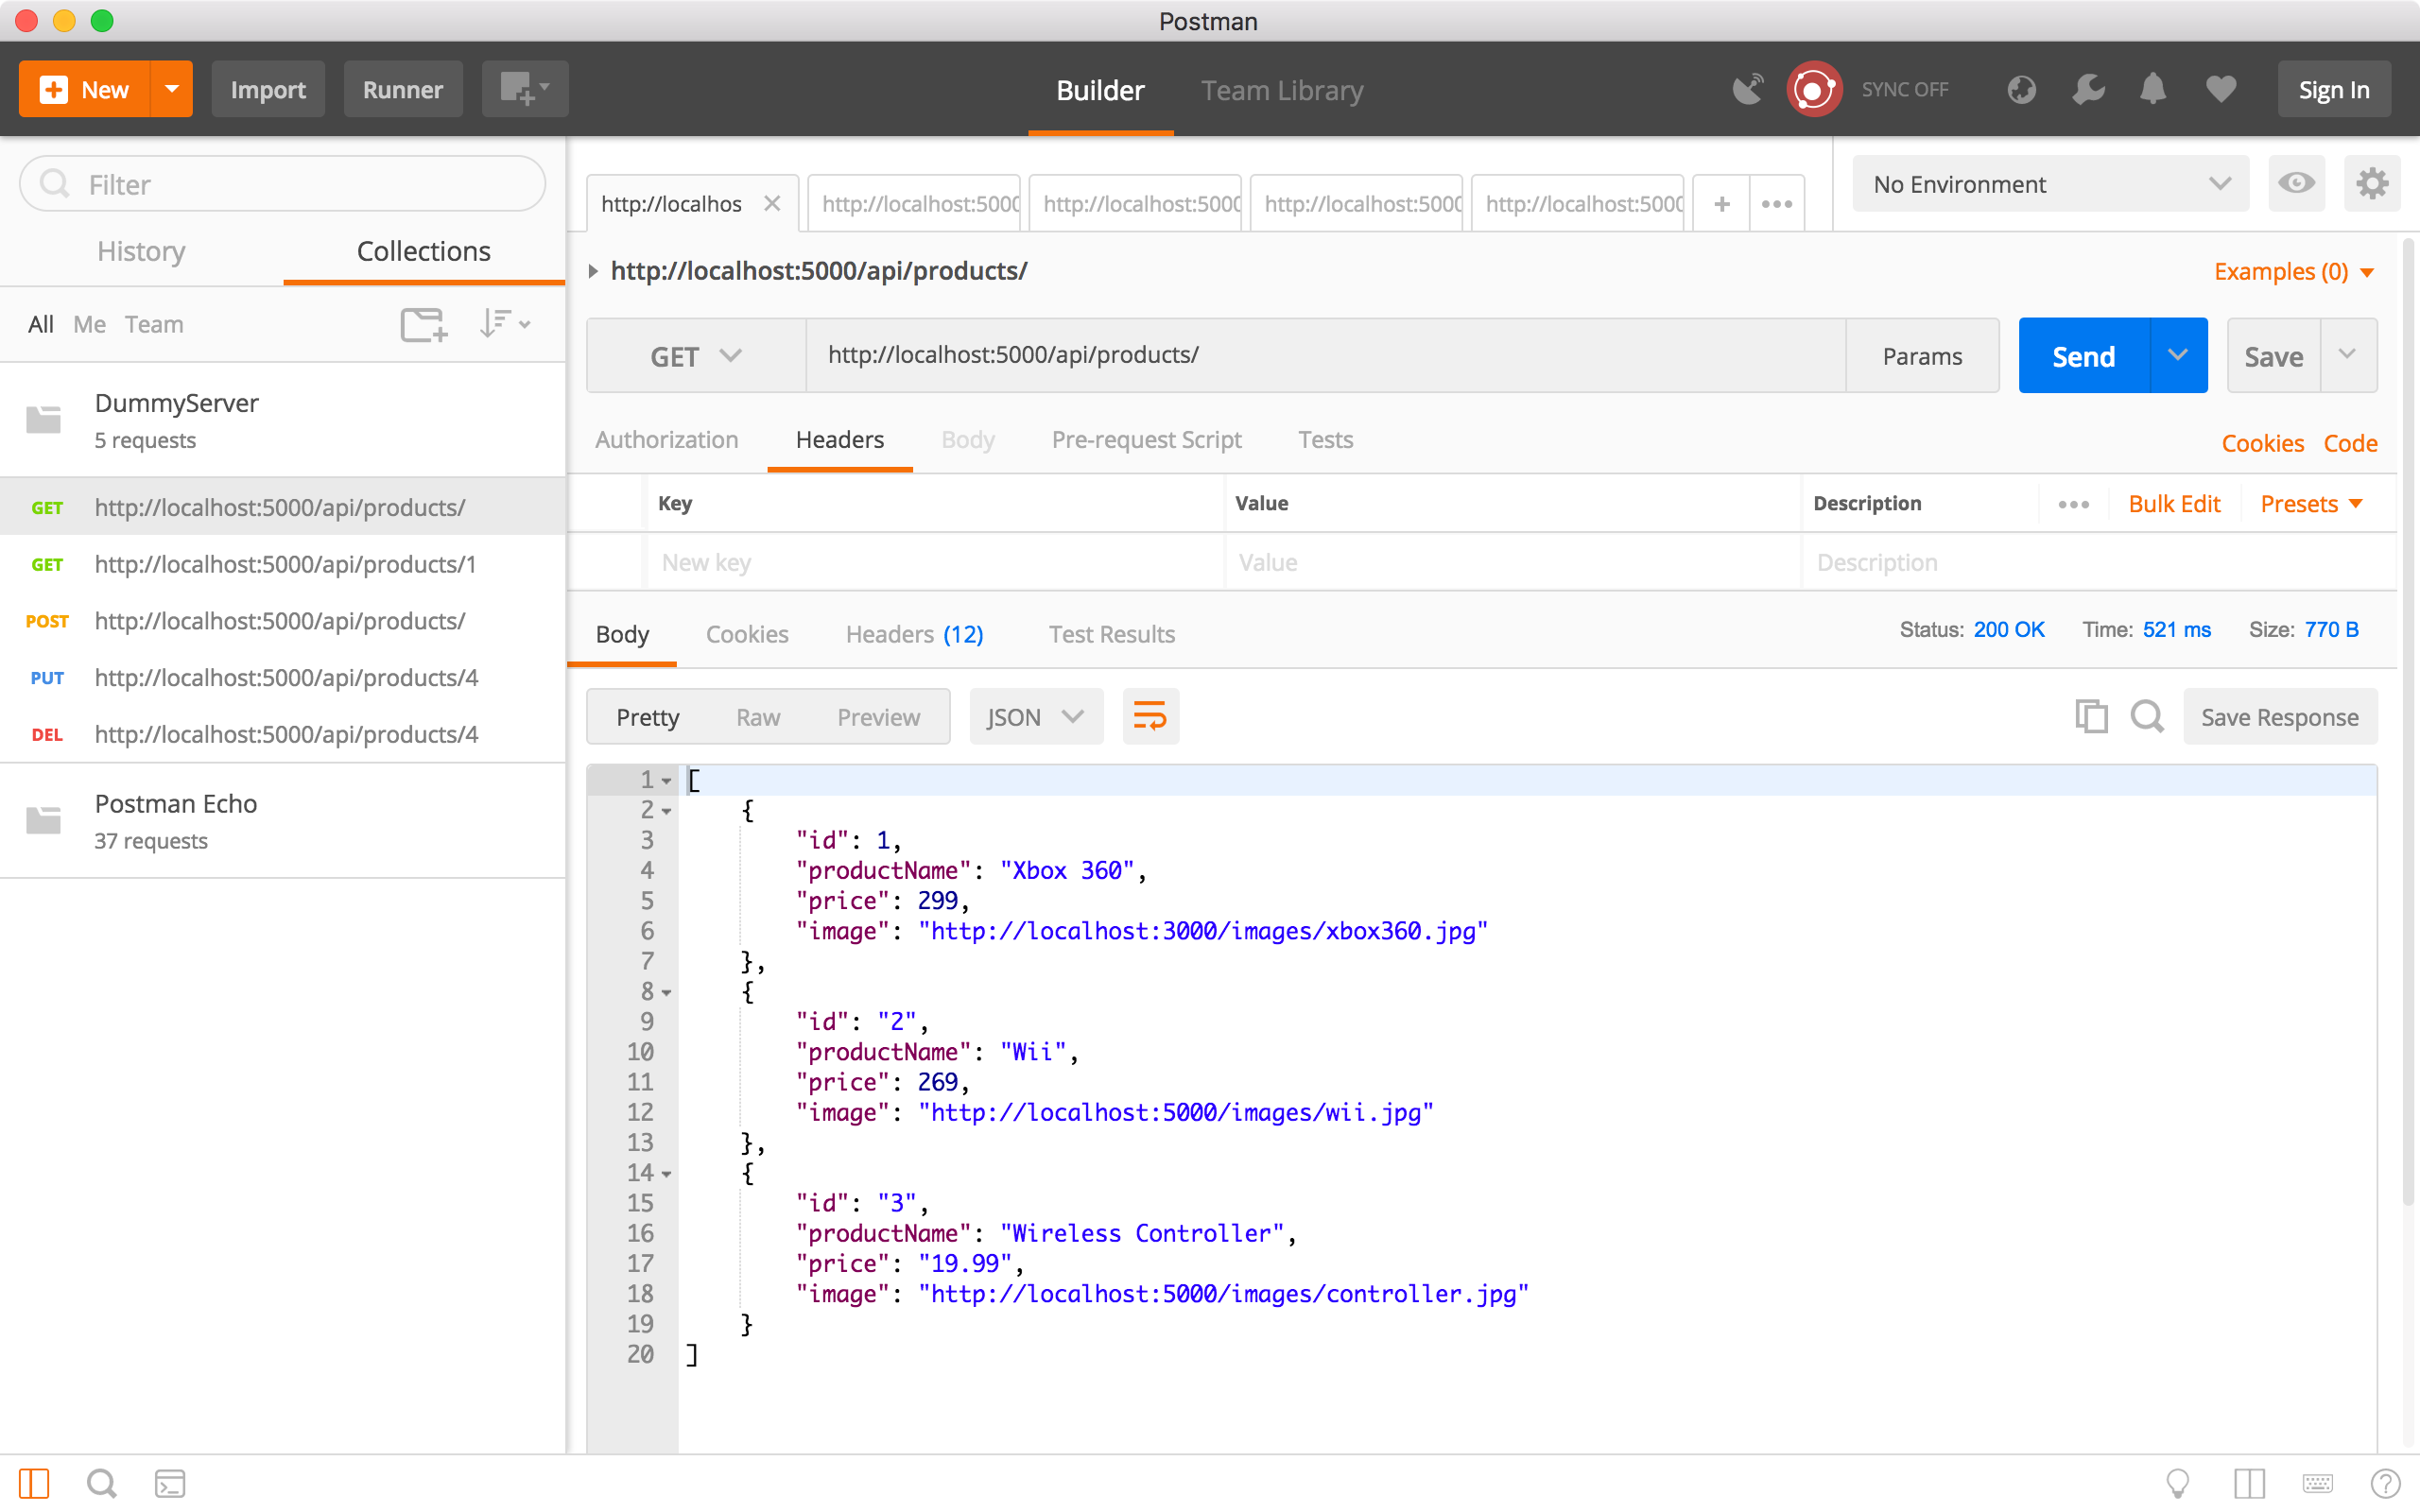 Postman
New
Import
Runner
Builder
Team Library
SYNC OFF
Sign In
Filter
History
Collections
All Me Team
DummyServer
5 requests
GET http://localhost:5000/api/products/
GET http://localhost:5000/api/products/1
POST http://localhost:5000/api/products/
PUT http://localhost:5000/api/products/4
DEL http://localhost:5000/api/products/4
Postman Echo
37 requests
http://localhos http://localhost:5000 http://localhost:5000 http://localhost:5000 http://localhost:5000
No Environment
http://localhost:5000/api/products/
Examples (0)
GET http://localhost:5000/api/products/ Params Send Save
Authorization Headers Body Pre-request Script Tests Cookies Code
Key Value Description Bulk Edit Presets
New key Value Description
Body Cookies Headers (12) Test Results Status: 200 OK Time: 521 ms Size: 770 B
Pretty Raw Preview JSON Save Response
1 [
2 {
3 "id": 1,
4 "productName": "Xbox 360",
5 "price": 299,
6 "image": "http://localhost:3000/images/xbox360.jpg"
7 },
8 {
9 "id": "2",
10 "productName": "Wii",
11 "price": 269,
12 "image": "http://localhost:5000/images/wii.jpg"
13 },
14 {
15 "id": "3",
16 "productName": "Wireless Controller",
17 "price": "19.99",
18 "image": "http://localhost:5000/images/controller.jpg"
19 }
20 ]